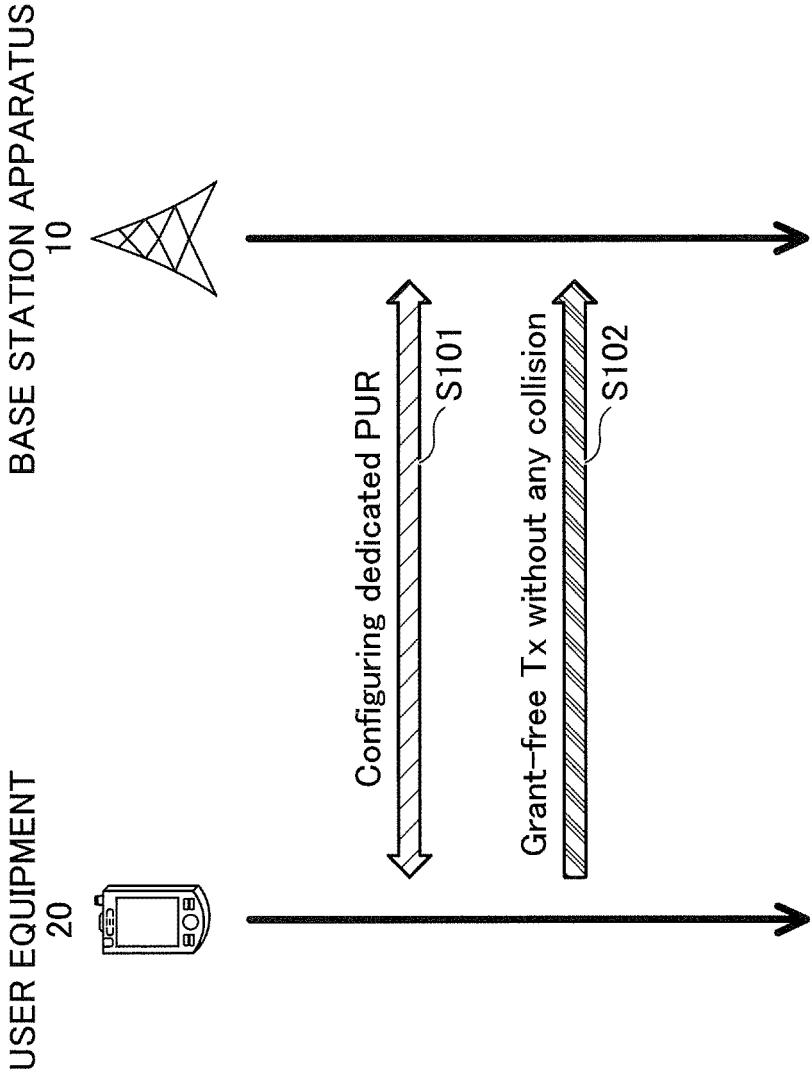 USER EQUIPMENT
20
BASE STATION APPARATUS
10
Configuring dedicated PUR
S101
Grant-free Tx without any collision
S102